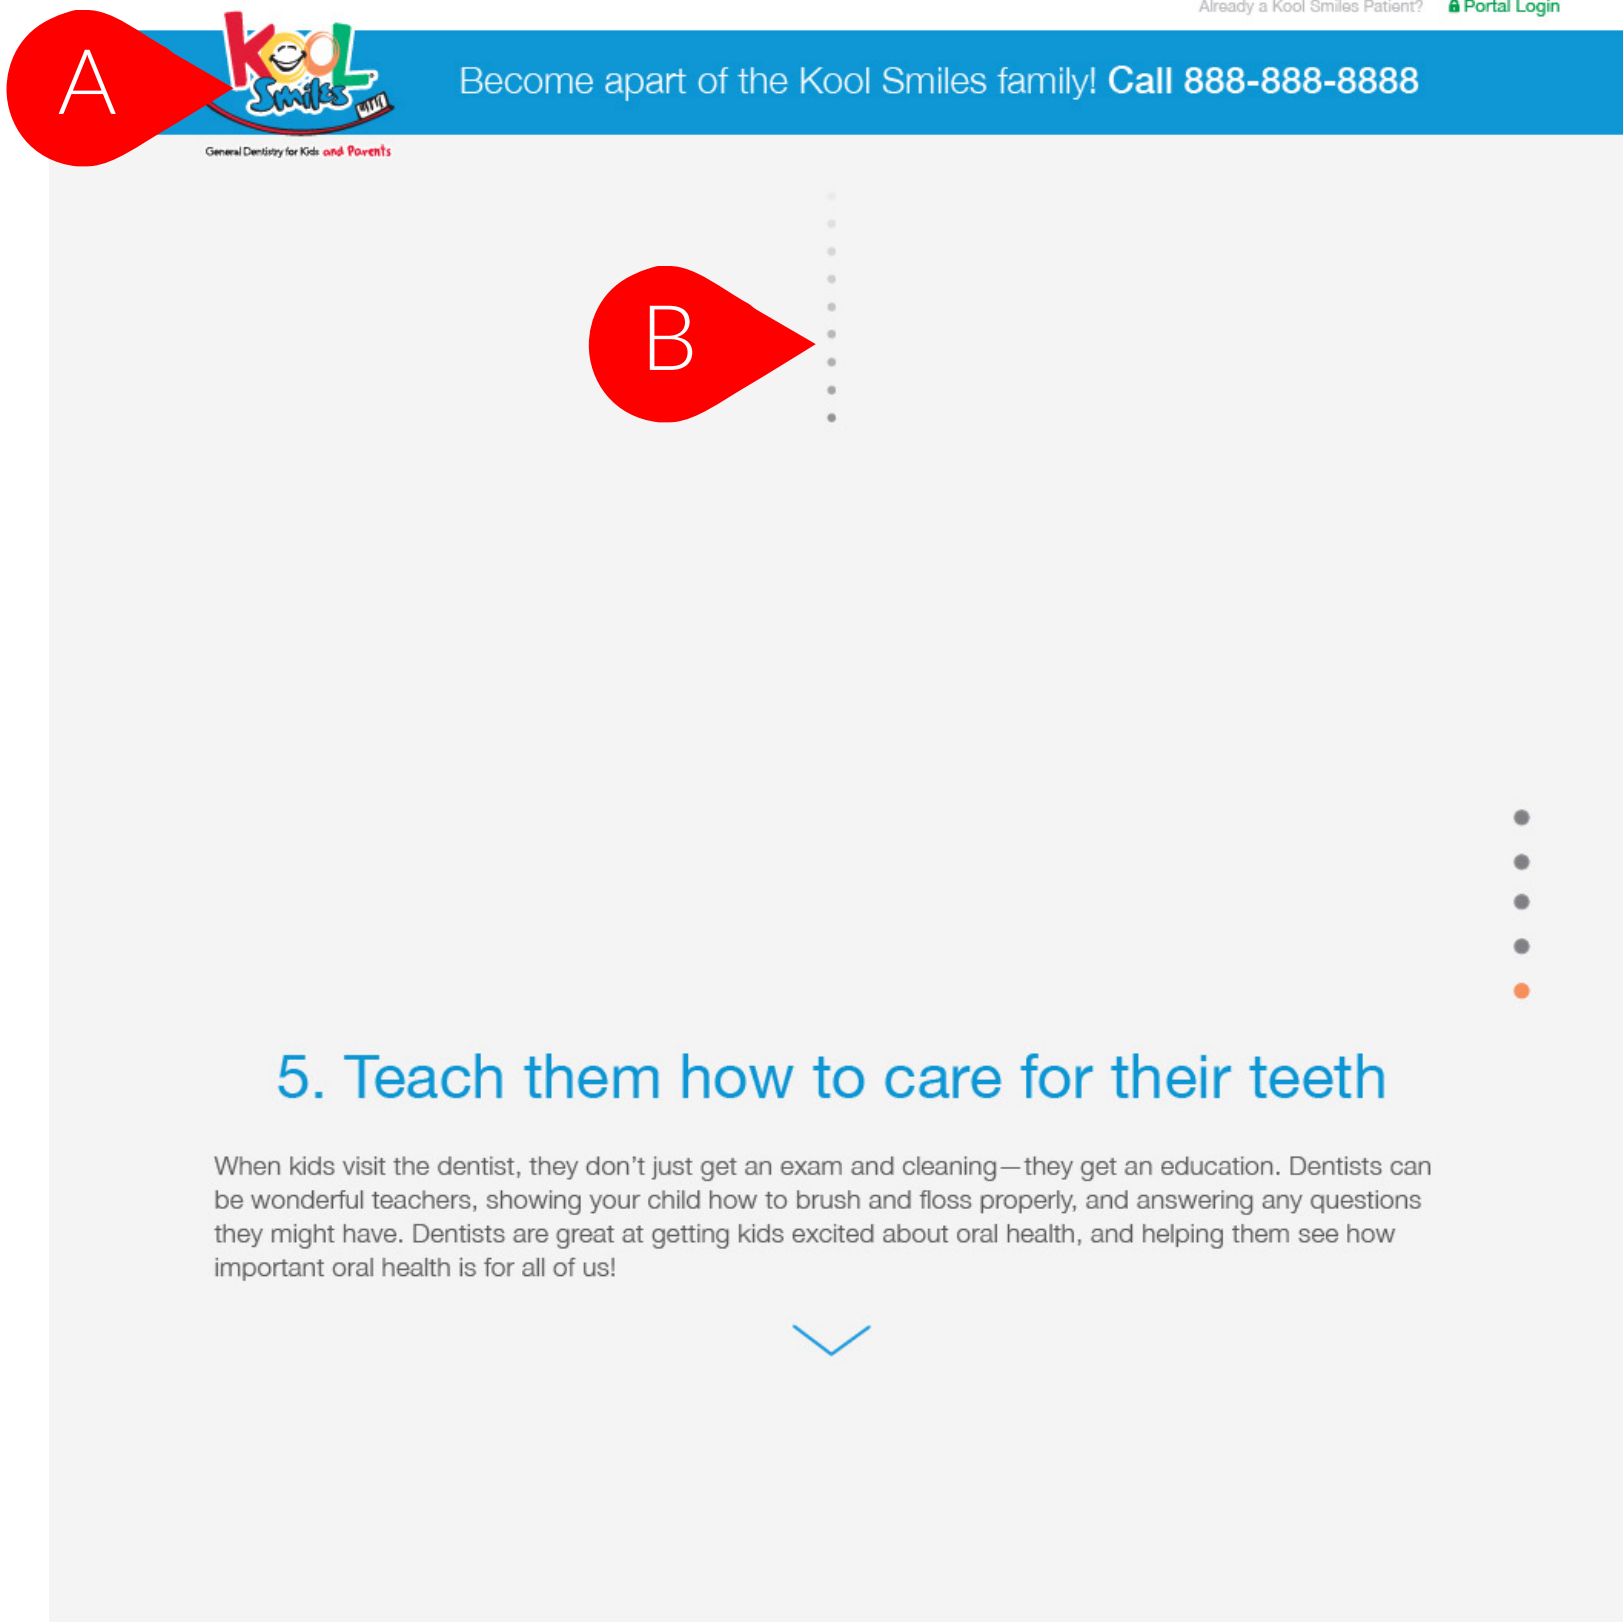 Already a Kool Smiles Patient? Portal Login
A
KOOL
Smiles
Become apart of the Kool Smiles family! Call 888-888-8888
General Dentistry for Kids and Parents
B
5. Teach them how to care for their teeth
When kids visit the dentist, they don't just get an exam and cleaning—they get an education. Dentists can
be wonderful teachers, showing your child how to brush and floss properly, and answering any questions
they might have. Dentists are great at getting kids excited about oral health, and helping them see how
important oral health is for all of us!